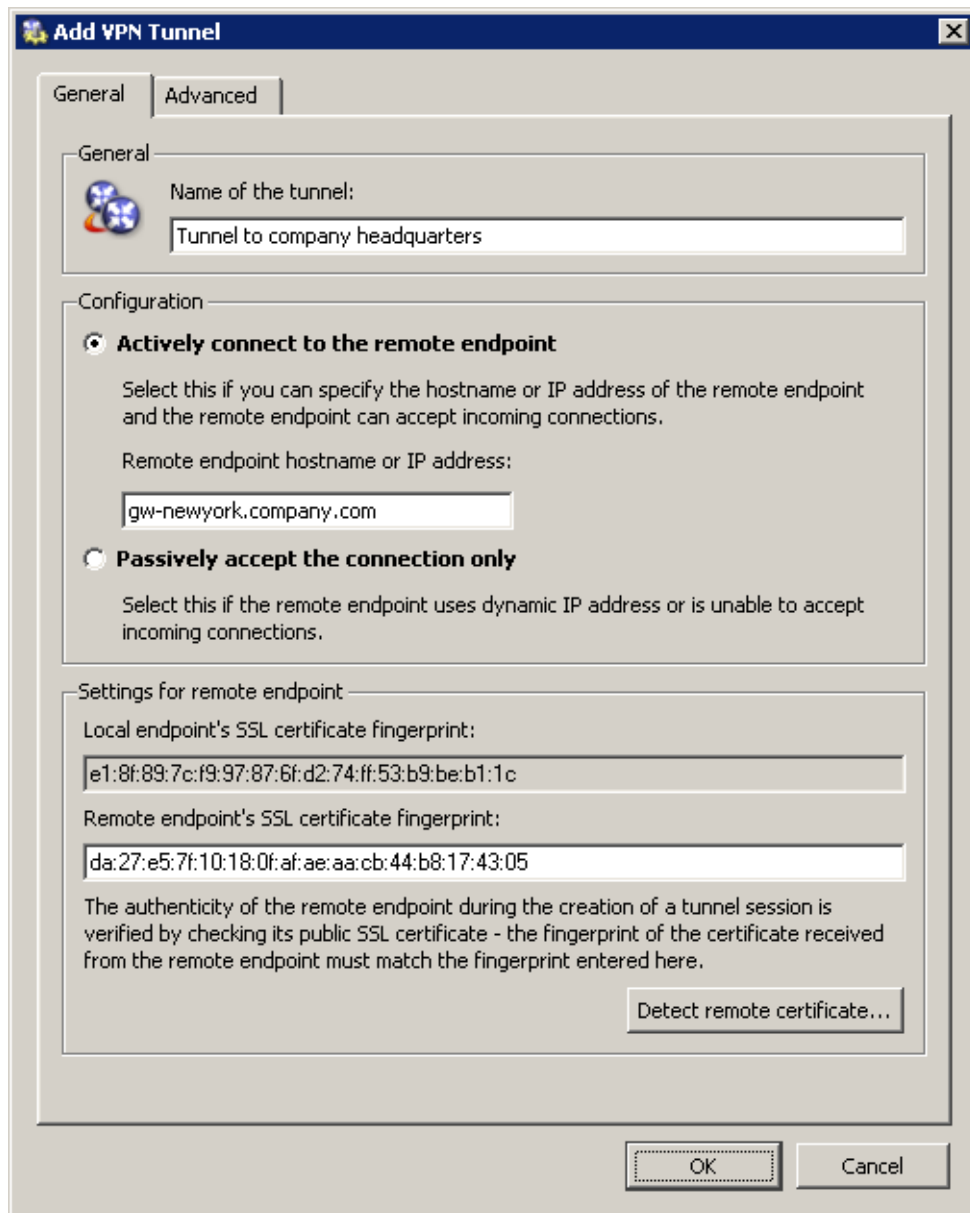 Add VPN Tunnel
General
Advanced
General
Name of the tunnel:
Tunnel to company headquarters
Configuration
Actively connect to the remote endpoint
Select this if you can specify the hostname or IP address of the remote endpoint
and the remote endpoint can accept incoming connections.
Remote endpoint hostname or IP address:
gw-newyork.company.com
Passively accept the connection only
Select this if the remote endpoint uses dynamic IP address or is unable to accept
incoming connections.
Settings for remote endpoint
Local endpoint's SSL certificate fingerprint:
e1:8f:89:7c:f9:97:87:6f:d2:74:ff:53:b9:be:b1:1c
Remote endpoint's SSL certificate fingerprint:
da:27:e5:7f:10:18:0f:af:ae:aa:cb:44:b8:17:43:05
The authenticity of the remote endpoint during the creation of a tunnel session is
verified by checking its public SSL certificate - the fingerprint of the certificate received
from the remote endpoint must match the fingerprint entered here.
Detect remote certificate...
OK
Cancel